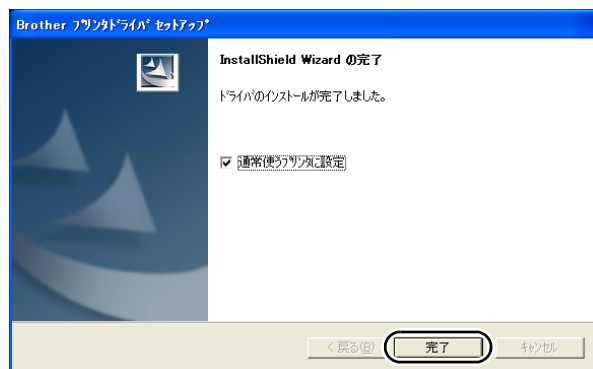 Brother プリンタドライバ セットアップ
InstallShield Wizard の完了
ドライバのインストールが完了しました。
通常使うプリンタに設定
< 戻る(B)
完了
キャンセル